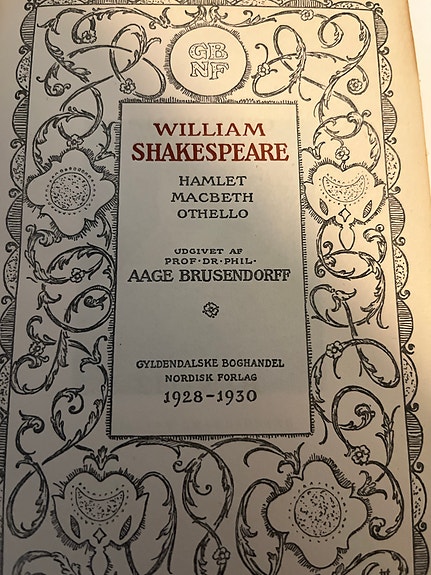 GB
NF
WILLIAM
SHAKESPEARE
HAMLET
MACBETH
OTHELLO
UDGIVET AF
PROF·DR·PHIL·
AAGE BRUSENDORFF
GYLDENDALSKE BOGHANDEL
NORDISK FORLAG
1928-1930